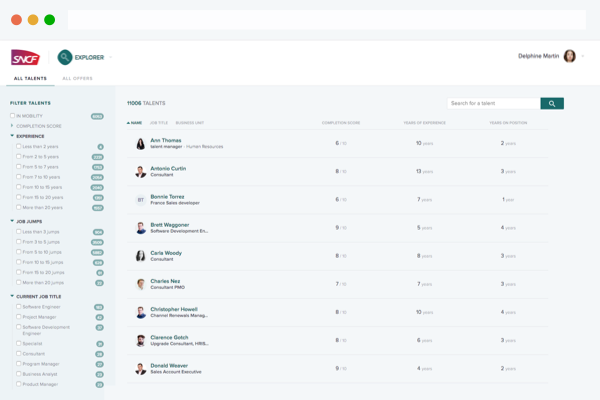 SNCF
EXPLORER
Delphine Martin
ALL TALENTS ALL OFFERS
FILTER TALENTS
IN MOBILITY
COMPLETION SCORE
EXPERIENCE
Less than 2 years
From 2 to 5 years
From 5 to 7 years
From 7 to 10 years
From 10 to 15 years
From 15 to 20 years
More than 20 years
JOB JUMPS
Less than 3 jumps
From 3 to 5 jumps
From 5 to 10 jumps
From 10 to 15 jumps
From 15 to 20 jumps
More than 20 jumps
CURRENT JOB TITLE
Software Engineer
Project Manager
Software Development
Engineer
Specialist
Consultant
Program Manager
Business Analyst
Product Manager
11006 TALENTS
Search for a talent
NAME JOB TITLE BUSINESS UNIT COMPLETION SCORE YEARS OF EXPERIENCE YEARS ON POSITION
Ann Thomas
talent manager - Human Resources
6 / 10 10 years 2 years
Antonio Curtin
Consultant
8 / 10 13 years 3 years
BT
Bonnie Torrez
France Sales developer
6 / 10 7 years 1 year
Brett Waggoner
Software Development En...
9 / 10 5 years 4 years
Carla Woody
Consultant
8 / 10 8 years 3 years
Charles Nez
Consultant PMO
7 / 10 7 years 3 years
Christopher Howell
Channel Renewals Manag...
8 / 10 10 years 4 years
Clarence Gotch
Upgrade Consultant, HRIS...
8 / 10 6 years 3 years
Donald Weaver
Sales Account Executive
9 / 10 4 years 2 years